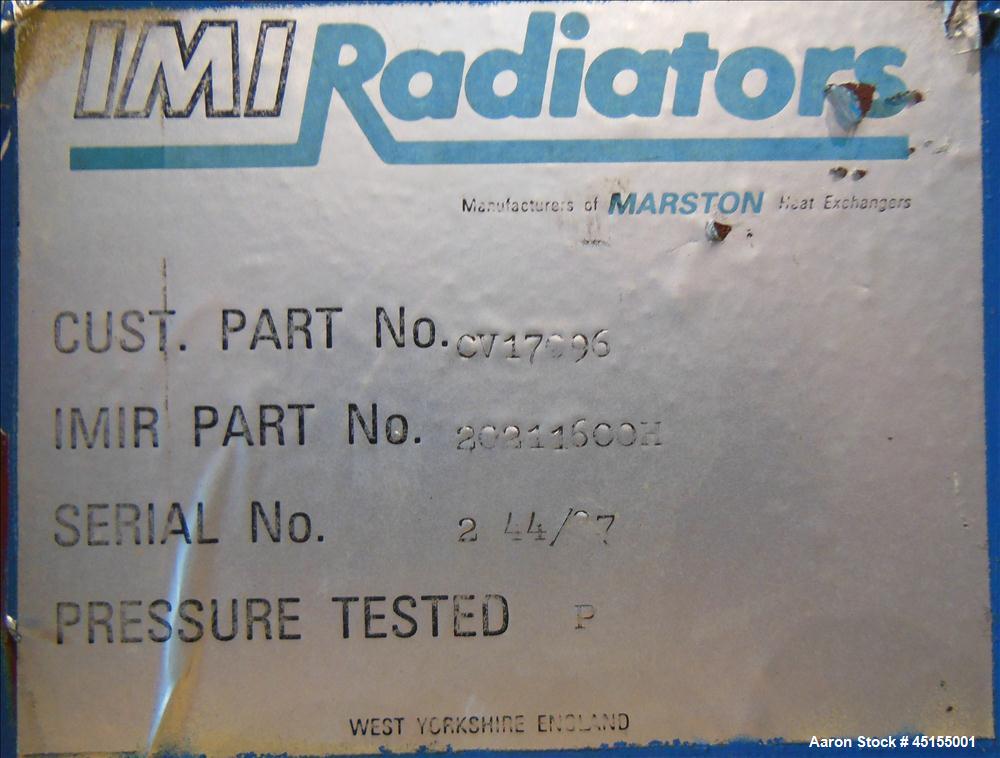 IMI Radiators
Manufacturers of MARSTON Heat Exchangers
CUST. PART No.
IMIR PART No. 20211600H
SERIAL No.
PRESSURE TESTED P
WEST YORKSHIRE ENGLAND
Aaron Stock # 45155001